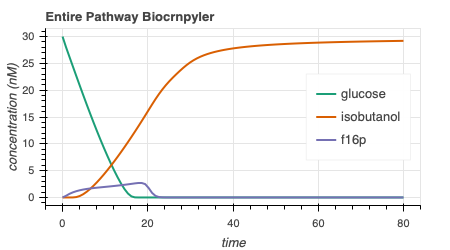 Entire Pathway Biocrnpyler
concentration (nM)
30
25
20
15
10
5
0
glucose
isobutanol
f16p
0
20
40
60
80
time